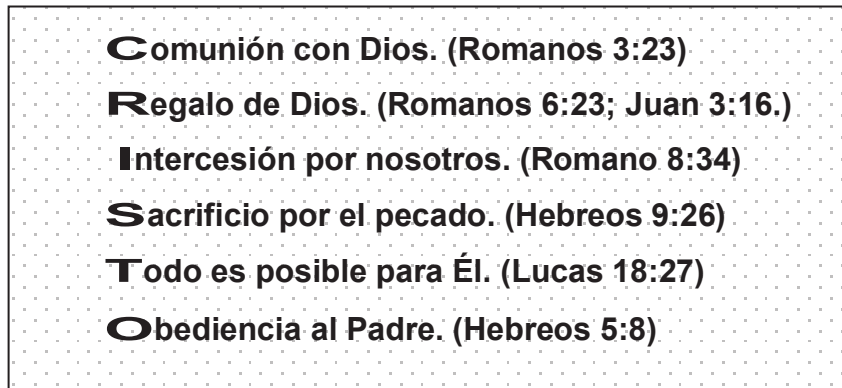 Comunión con Dios. (Romanos 3:23)
Regalo de Dios. (Romanos 6:23; Juan 3:16.)
Intercesión por nosotros. (Romano 8:34)
Sacrificio por el pecado. (Hebreos 9:26)
Todo es posible para Él. (Lucas 18:27)
Obediencia al Padre. (Hebreos 5:8)